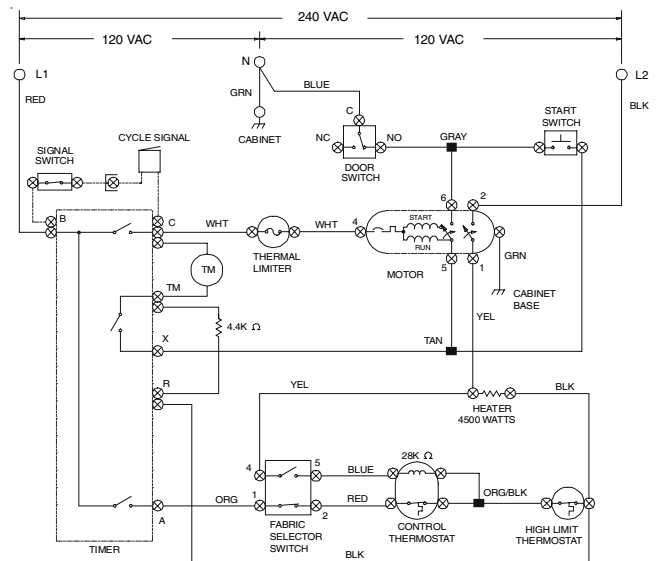 240 VAC
120 VAC
120 VAC
L1
N
L2
RED
GRN
BLUE
BLK
C
START
SWITCH
CYCLE SIGNAL
CABINET
NC
NO
GRAY
SIGNAL
SWITCH
DOOR
SWITCH
6
2
B
C
WHT
WHT
4
START
RUN
THERMAL
LIMITER
TM
MOTOR
5
1
GRN
TM
CABINET
BASE
4.4K Ω
YEL
X
TAN
R
YEL
BLK
HEATER
4500 WATTS
28K Ω
4
5
BLUE
1
ORG
2
RED
ORG/BLK
A
FABRIC
SELECTOR
SWITCH
CONTROL
THERMOSTAT
HIGH LIMIT
THERMOSTAT
TIMER
BLK